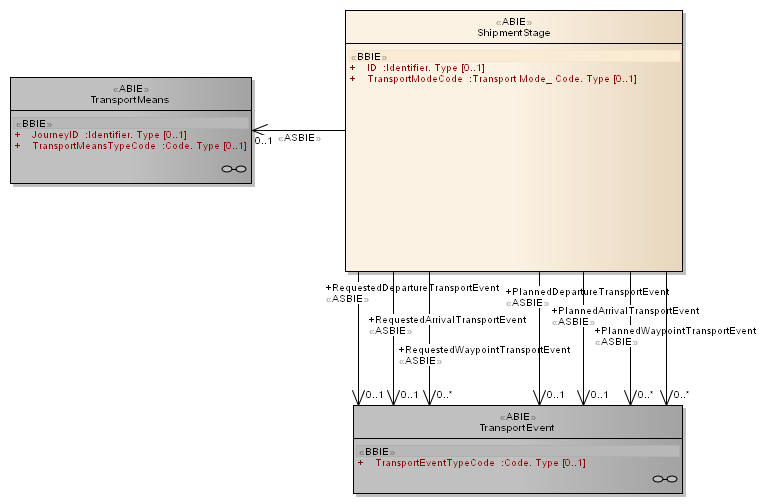 «ABIE»
ShipmentStage
«BBIE»
+ ID :Identifier. Type [0..1]
+ TransportModeCode :Transport Mode_ Code. Type [0..1]
«ABIE»
TransportMeans
«BBIE»
+ JourneyID :Identifier. Type [0..1]
+ TransportMeansTypeCode :Code. Type [0..1]
0..1
«ASBIE»
+RequestedDepartureTransportEvent
«ASBIE»
+PlannedDepartureTransportEvent
«ASBIE»
+RequestedArrivalTransportEvent
«ASBIE»
+PlannedArrivalTransportEvent
«ASBIE»
+RequestedWaypointTransportEvent
«ASBIE»
+PlannedWaypointTransportEvent
«ASBIE»
0..1 0..1 0..* 0..1 0..1 0..* 0..*
«ABIE»
TransportEvent
«BBIE»
+ TransportEventTypeCode :Code. Type [0..1]